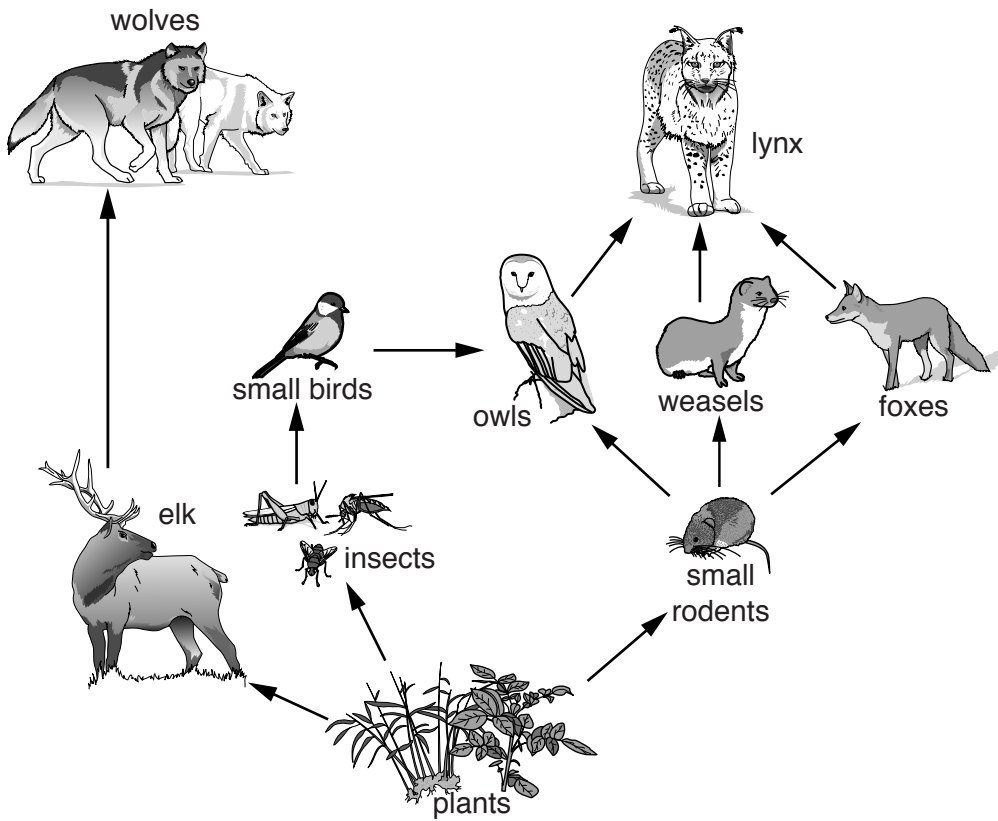 wolves
lynx
small birds
owls
weasels
foxes
elk
insects
small
rodents
plants